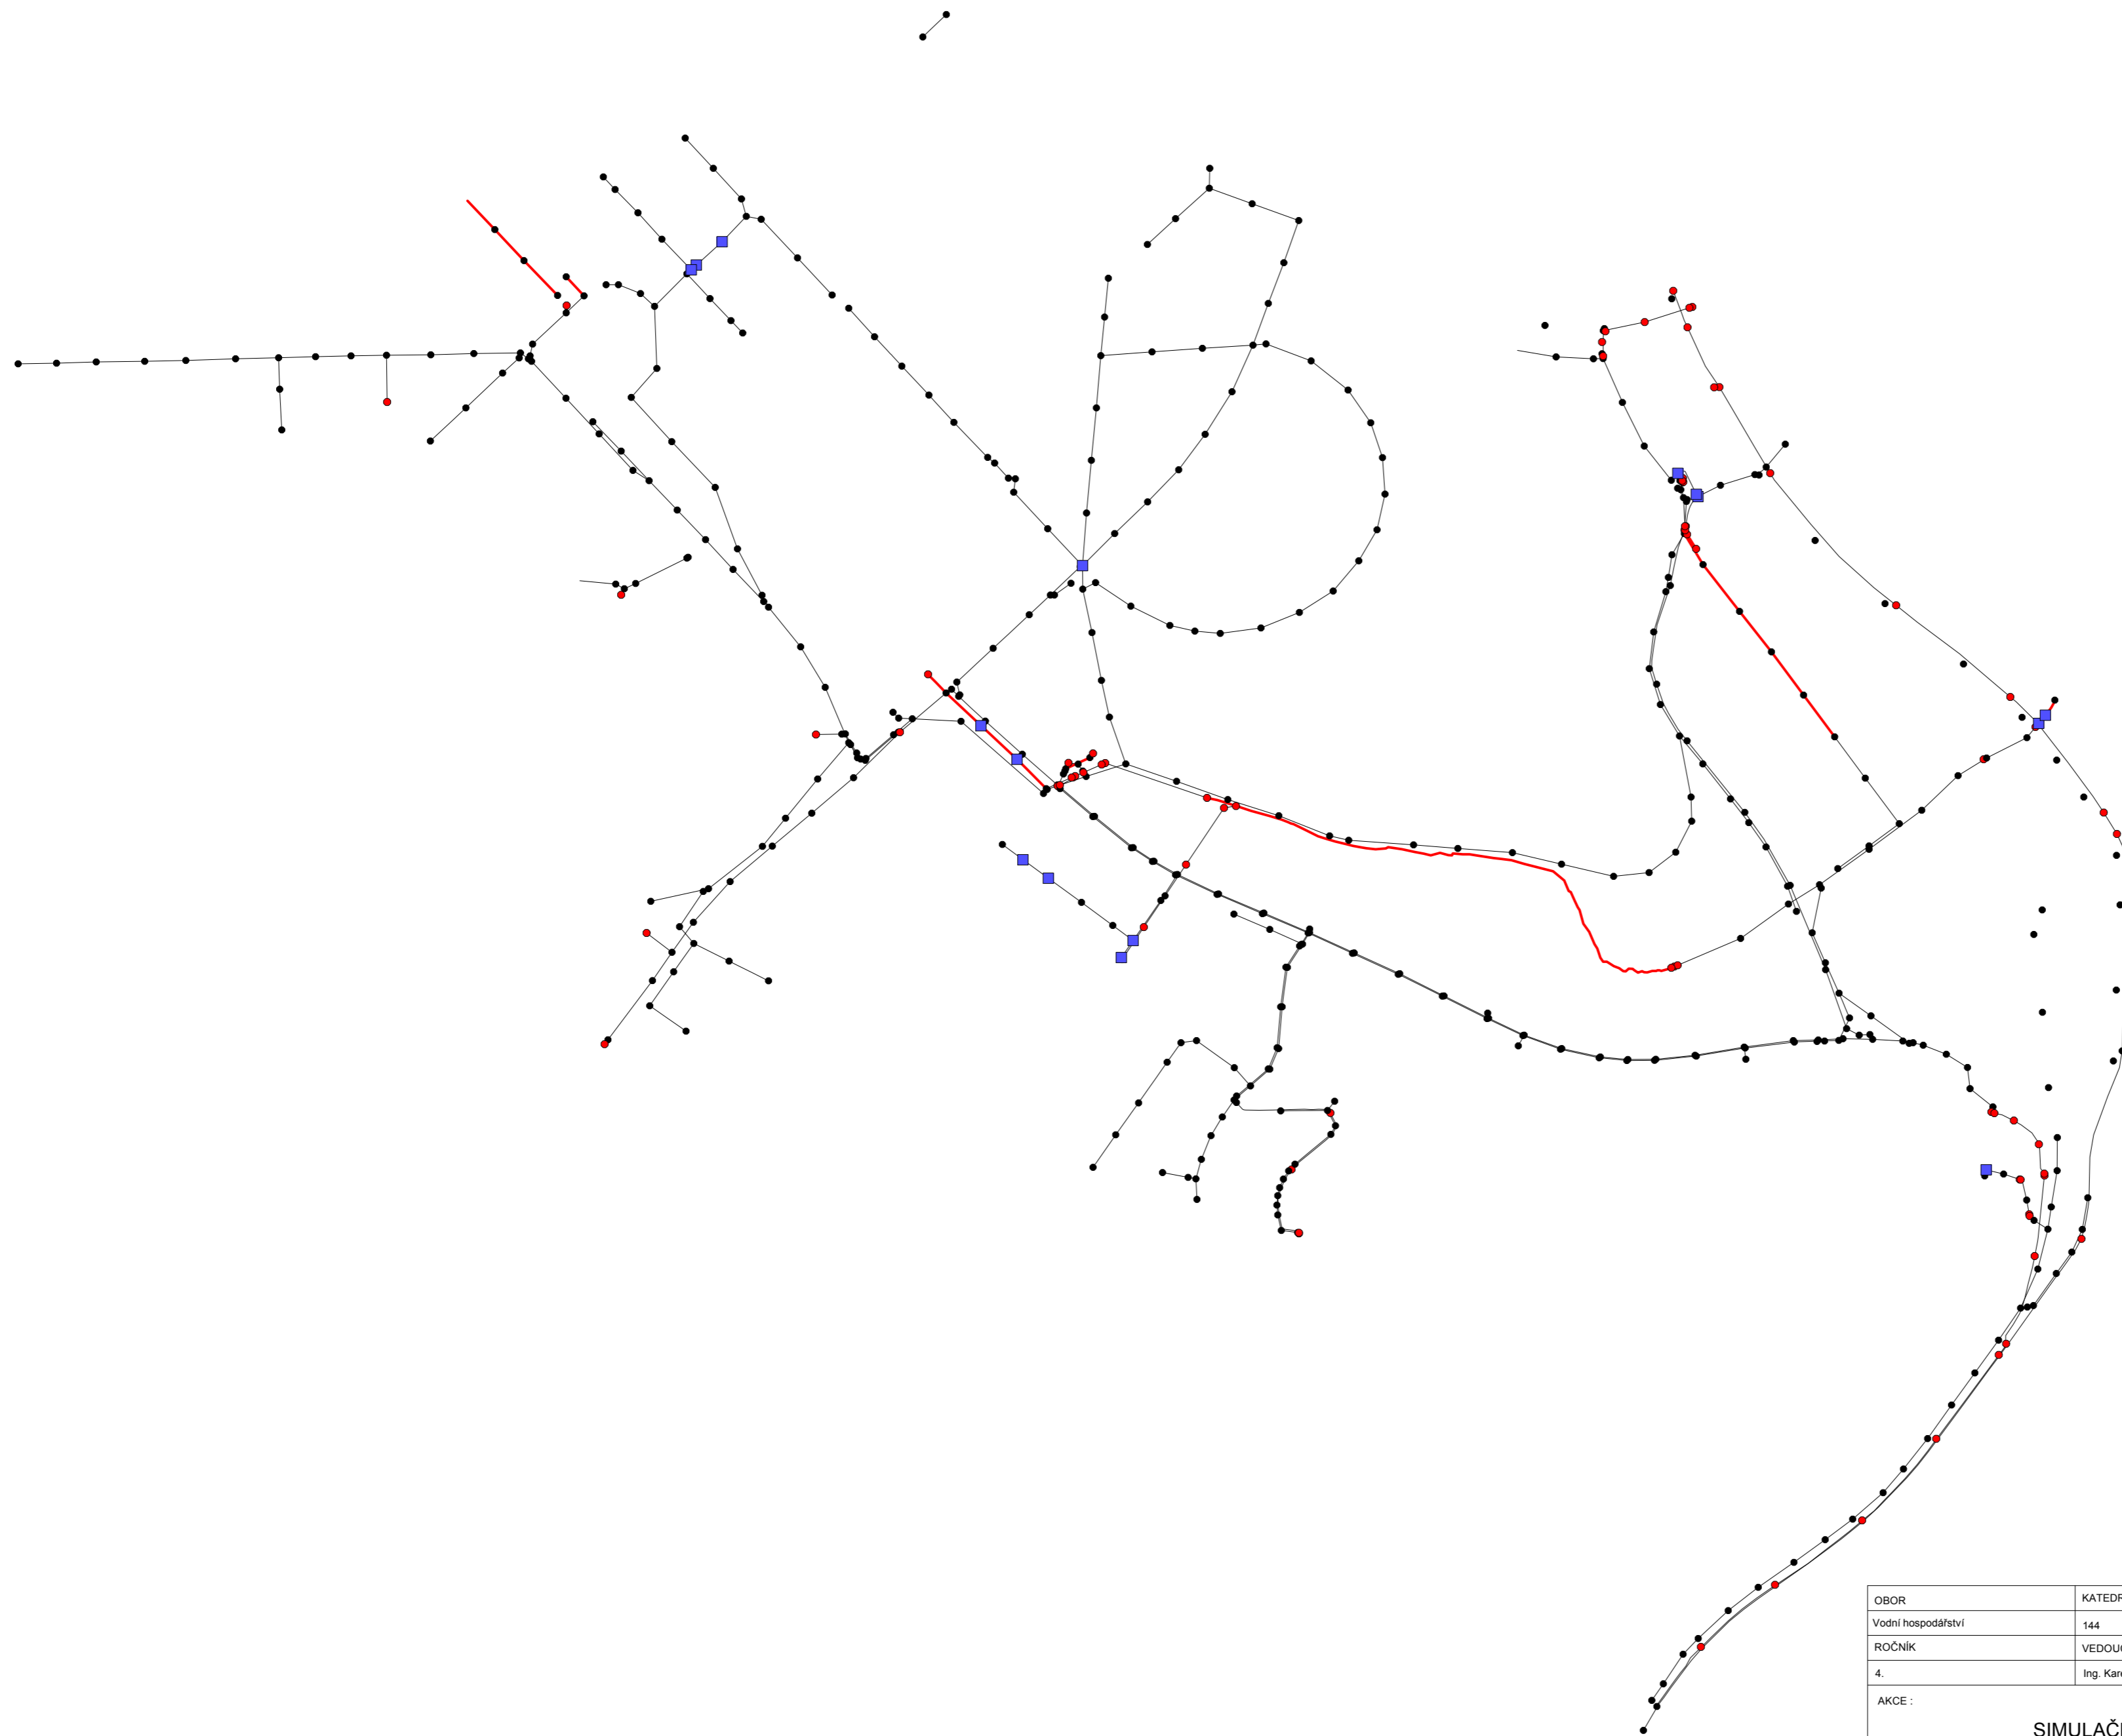 OBOR
KATEDR
Vodní hospodářství
144
ROČNÍK
VEDOU
4.
Ing. Kar
AKCE :
SIMULAČ